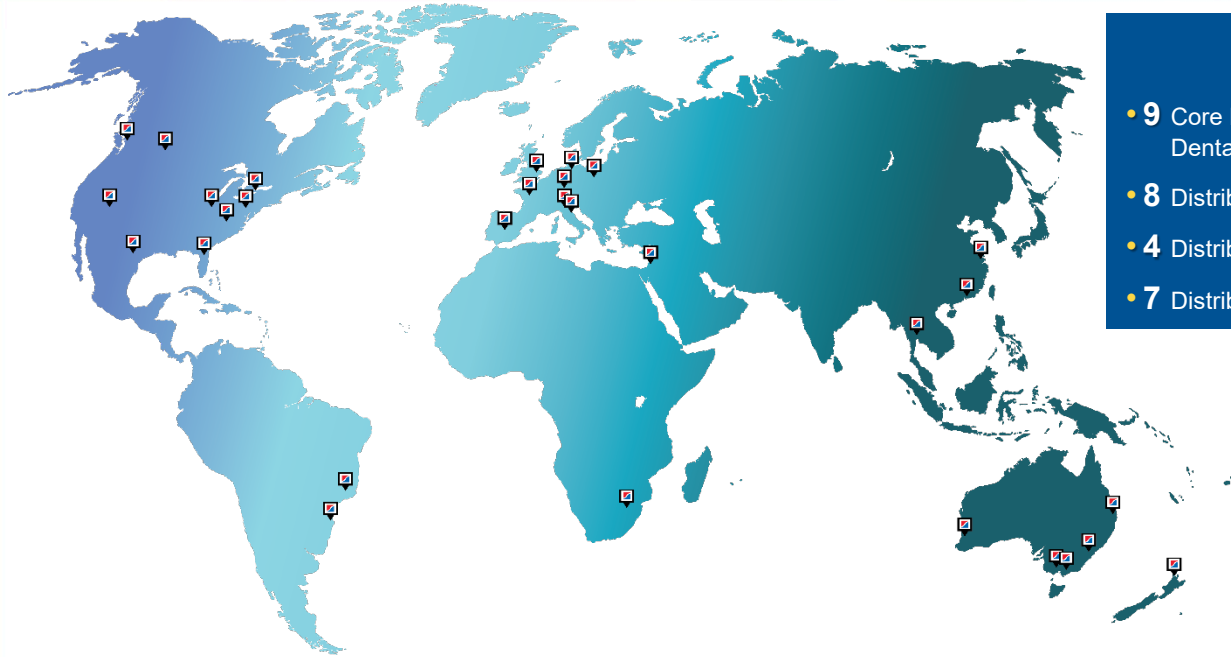 • 9 Core
Denta
• 8 Distrib
• 4 Distrib
• 7 Distrib